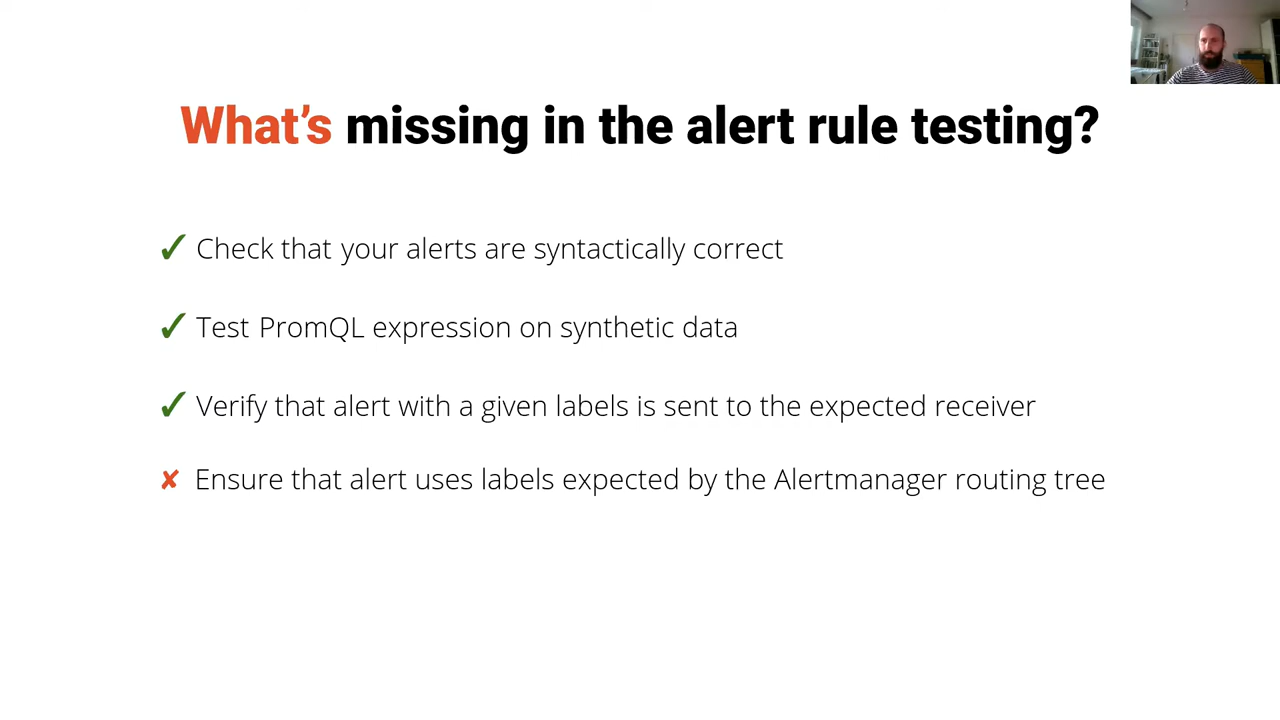 What's missing in the alert rule testing?
✓ Check that your alerts are syntactically correct
✓ Test PromQL expression on synthetic data
✓ Verify that alert with a given labels is sent to the expected receiver
✘ Ensure that alert uses labels expected by the Alertmanager routing tree